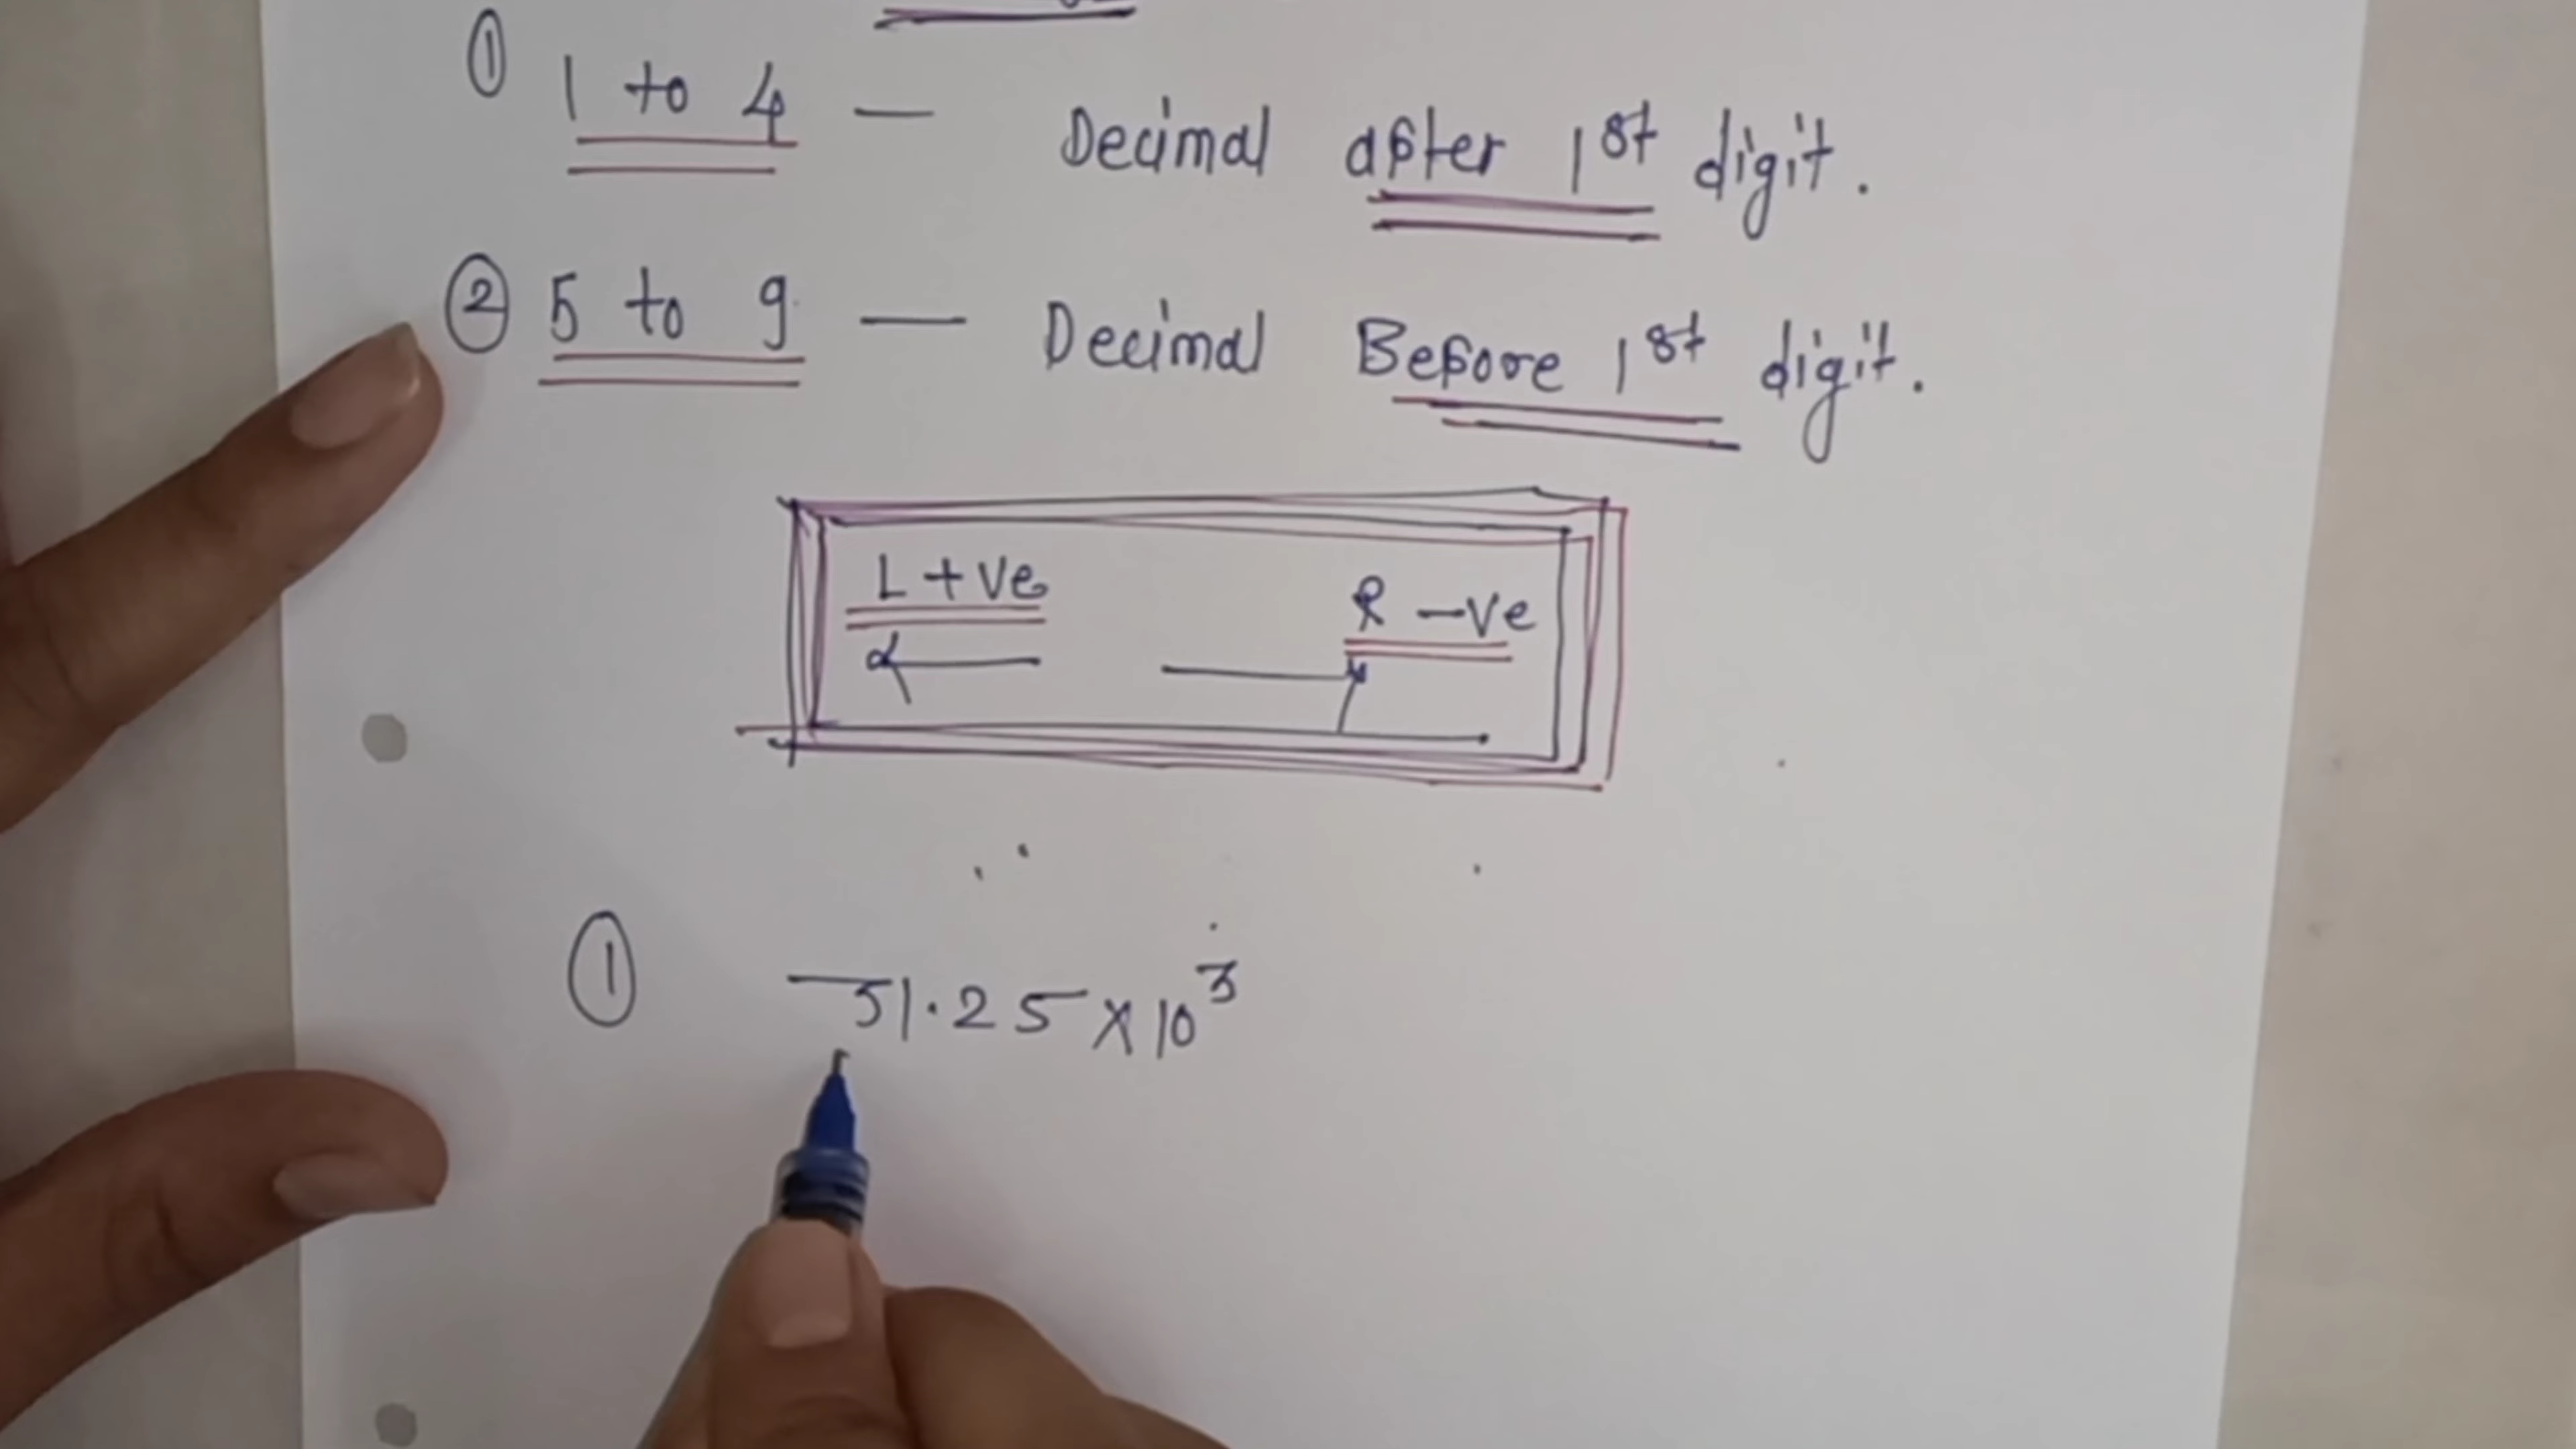 ① 1 to 4 — Decimal after 1st digit.
② 5 to 9 — Decimal Before 1st digit.
L +Ve R -Ve
① 51.25 × 10³